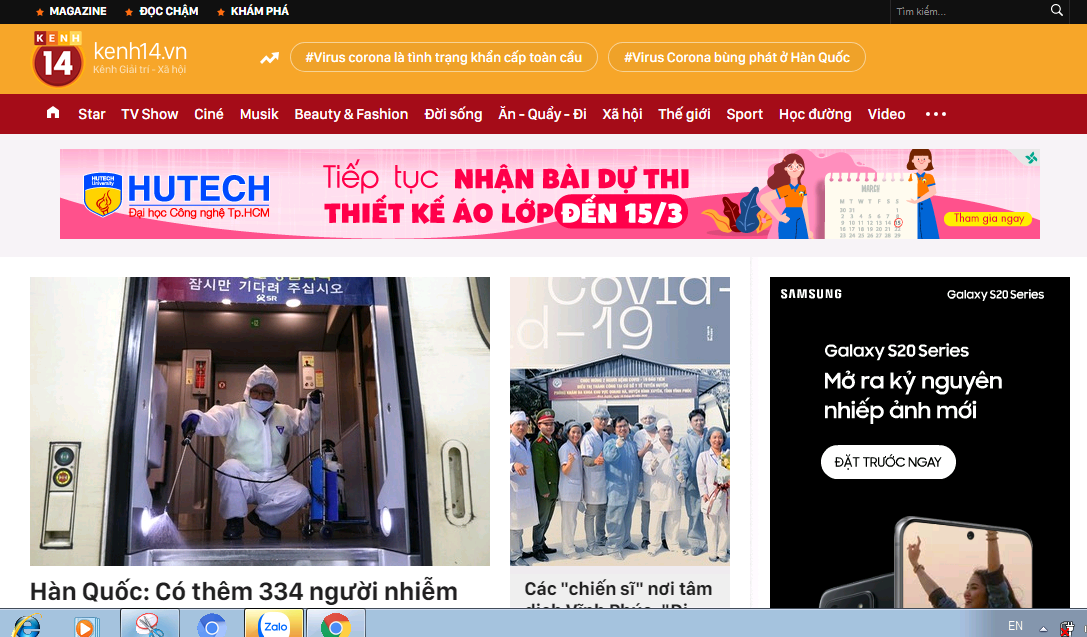 MAGAZINE
ĐỌC CHẬM
KHÁM PHÁ
Tìm kiếm...
KENH
14
kenh14.vn
Kênh Giải trí - Xã hội
#Virus corona là tình trạng khẩn cấp toàn cầu
#Virus Corona bùng phát ở Hàn Quốc
Star TV Show Ciné Musik Beauty & Fashion Đời sống Ăn - Quẩy - Đi Xã hội Thế giới Sport Học đường Video
HUTECH
University
HUTECH
Đại học Công nghệ Tp.HCM
Tiếp tục NHẬN BÀI DỰ THI
THIẾT KẾ ÁO LỚP ĐẾN 15/3
MARCH
Tham gia ngay
잠시만 기다려 주십시오
SR
Covid-
d-19
SAMSUNG
Galaxy S20 Series
Galaxy S20 Series
Mở ra kỷ nguyên
nhiếp ảnh mới
ĐẶT TRƯỚC NGAY
Hàn Quốc: Có thêm 334 người nhiễm
Các "chiến sĩ" nơi tâm
dịch Vĩnh Phúc: "Đi
Zalo
EN